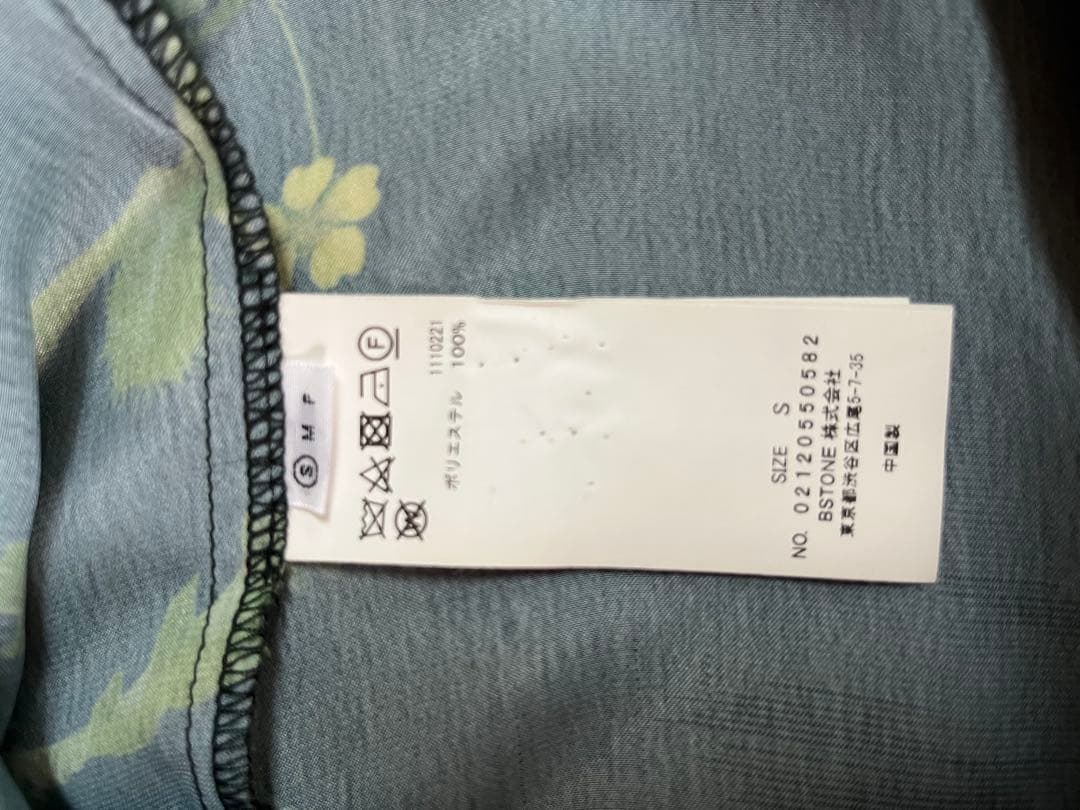 Ⓢ M F
F
W
1110221
ポリエステル 100%
SIZE S
NO. 02120550582
BSTONE 株式会社
東京都渋谷区広尾5-7-35
中国製